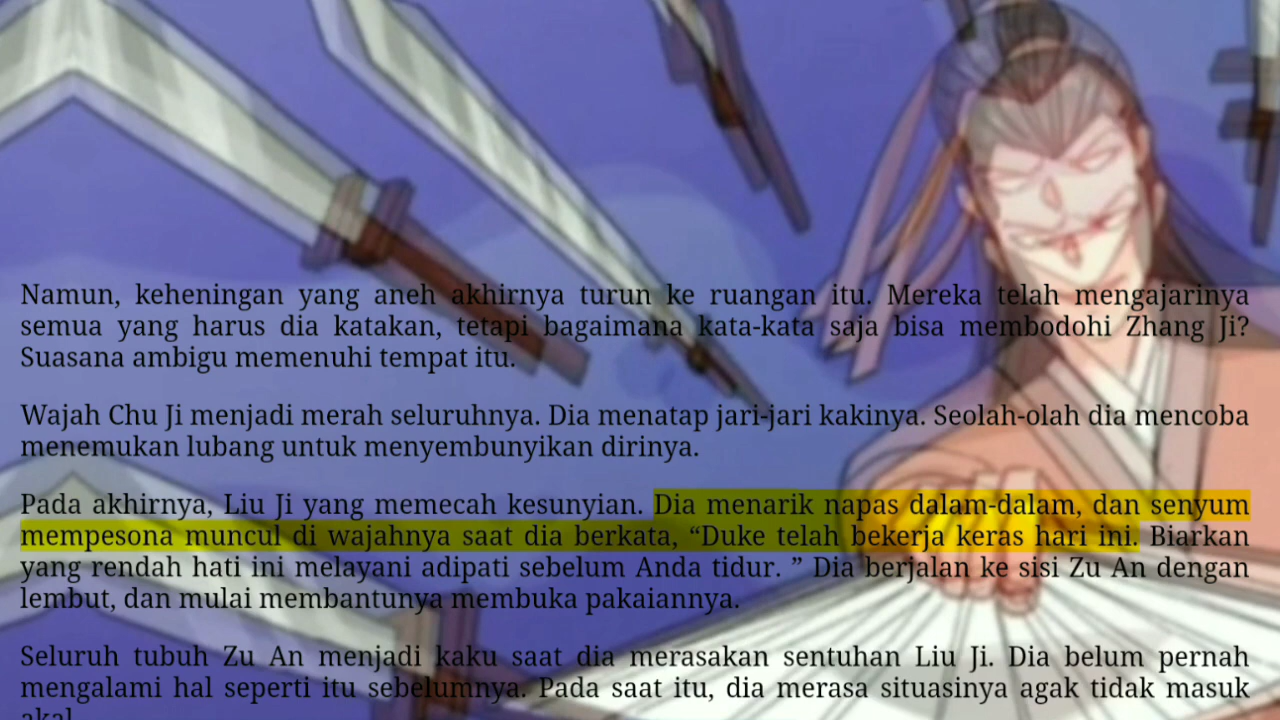 Namun, keheningan yang aneh akhirnya turun ke ruangan itu. Mereka telah mengajarinya
semua yang harus dia katakan, tetapi bagaimana kata-kata saja bisa membodohi Zhang Ji?
Suasana ambigu memenuhi tempat itu.
Wajah Chu Ji menjadi merah seluruhnya. Dia menatap jari-jari kakinya. Seolah-olah dia mencoba
menemukan lubang untuk menyembunyikan dirinya.
Pada akhirnya, Liu Ji yang memecah kesunyian. Dia menarik napas dalam-dalam, dan senyum
mempesona muncul di wajahnya saat dia berkata, “Duke telah bekerja keras hari ini. Biarkan
yang rendah hati ini melayani adipati sebelum Anda tidur. ” Dia berjalan ke sisi Zu An dengan
lembut, dan mulai membantunya membuka pakaiannya.
Seluruh tubuh Zu An menjadi kaku saat dia merasakan sentuhan Liu Ji. Dia belum pernah
mengalami hal seperti itu sebelumnya. Pada saat itu, dia merasa situasinya agak tidak masuk
akal.